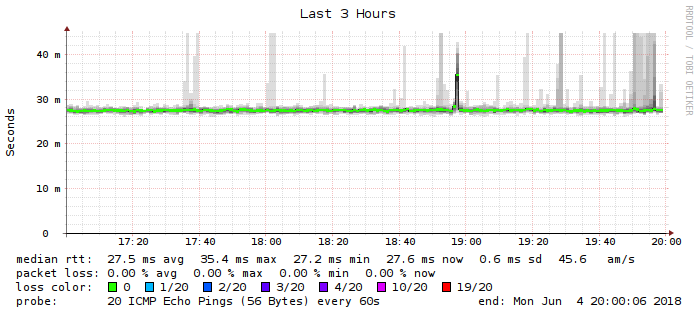 Last 3 Hours
RRDTOOL / TOBI OETIKER
Seconds
40 m
30 m
20 m
10 m
0
17:20 17:40 18:00 18:20 18:40 19:00 19:20 19:40 20:00
median rtt: 27.5 ms avg 35.4 ms max 27.2 ms min 27.6 ms now 0.6 ms sd 45.6 am/s
packet loss: 0.00 % avg 0.00 % max 0.00 % min 0.00 % now
loss color: 0 1/20 2/20 3/20 4/20 10/20 19/20
probe: 20 ICMP Echo Pings (56 Bytes) every 60s end: Mon Jun 4 20:00:06 2018